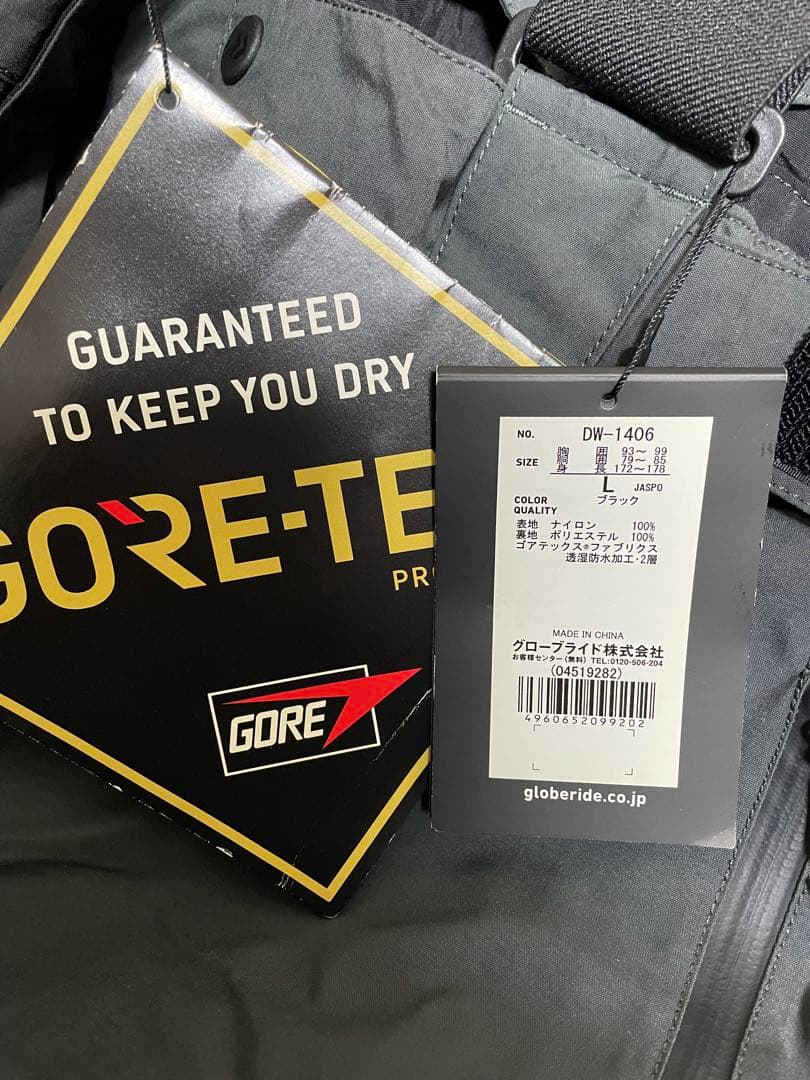 GUARANTEED
TO KEEP YOU DRY
GORE-TE
PR
GORE
NO. DW-1406
SIZE
胸 囲 93～ 99
胴 囲 79～ 85
身 長 172～178
L JASPO
COLOR ブラック
QUALITY
表地 ナイロン 100%
裏地 ポリエステル 100%
ゴアテックス®ファブリクス
透湿防水加工・2層
MADE IN CHINA
グローブライド株式会社
お客様センター(無料) TEL:0120-506-204
(04519282)
4960652099202
globeride.co.jp